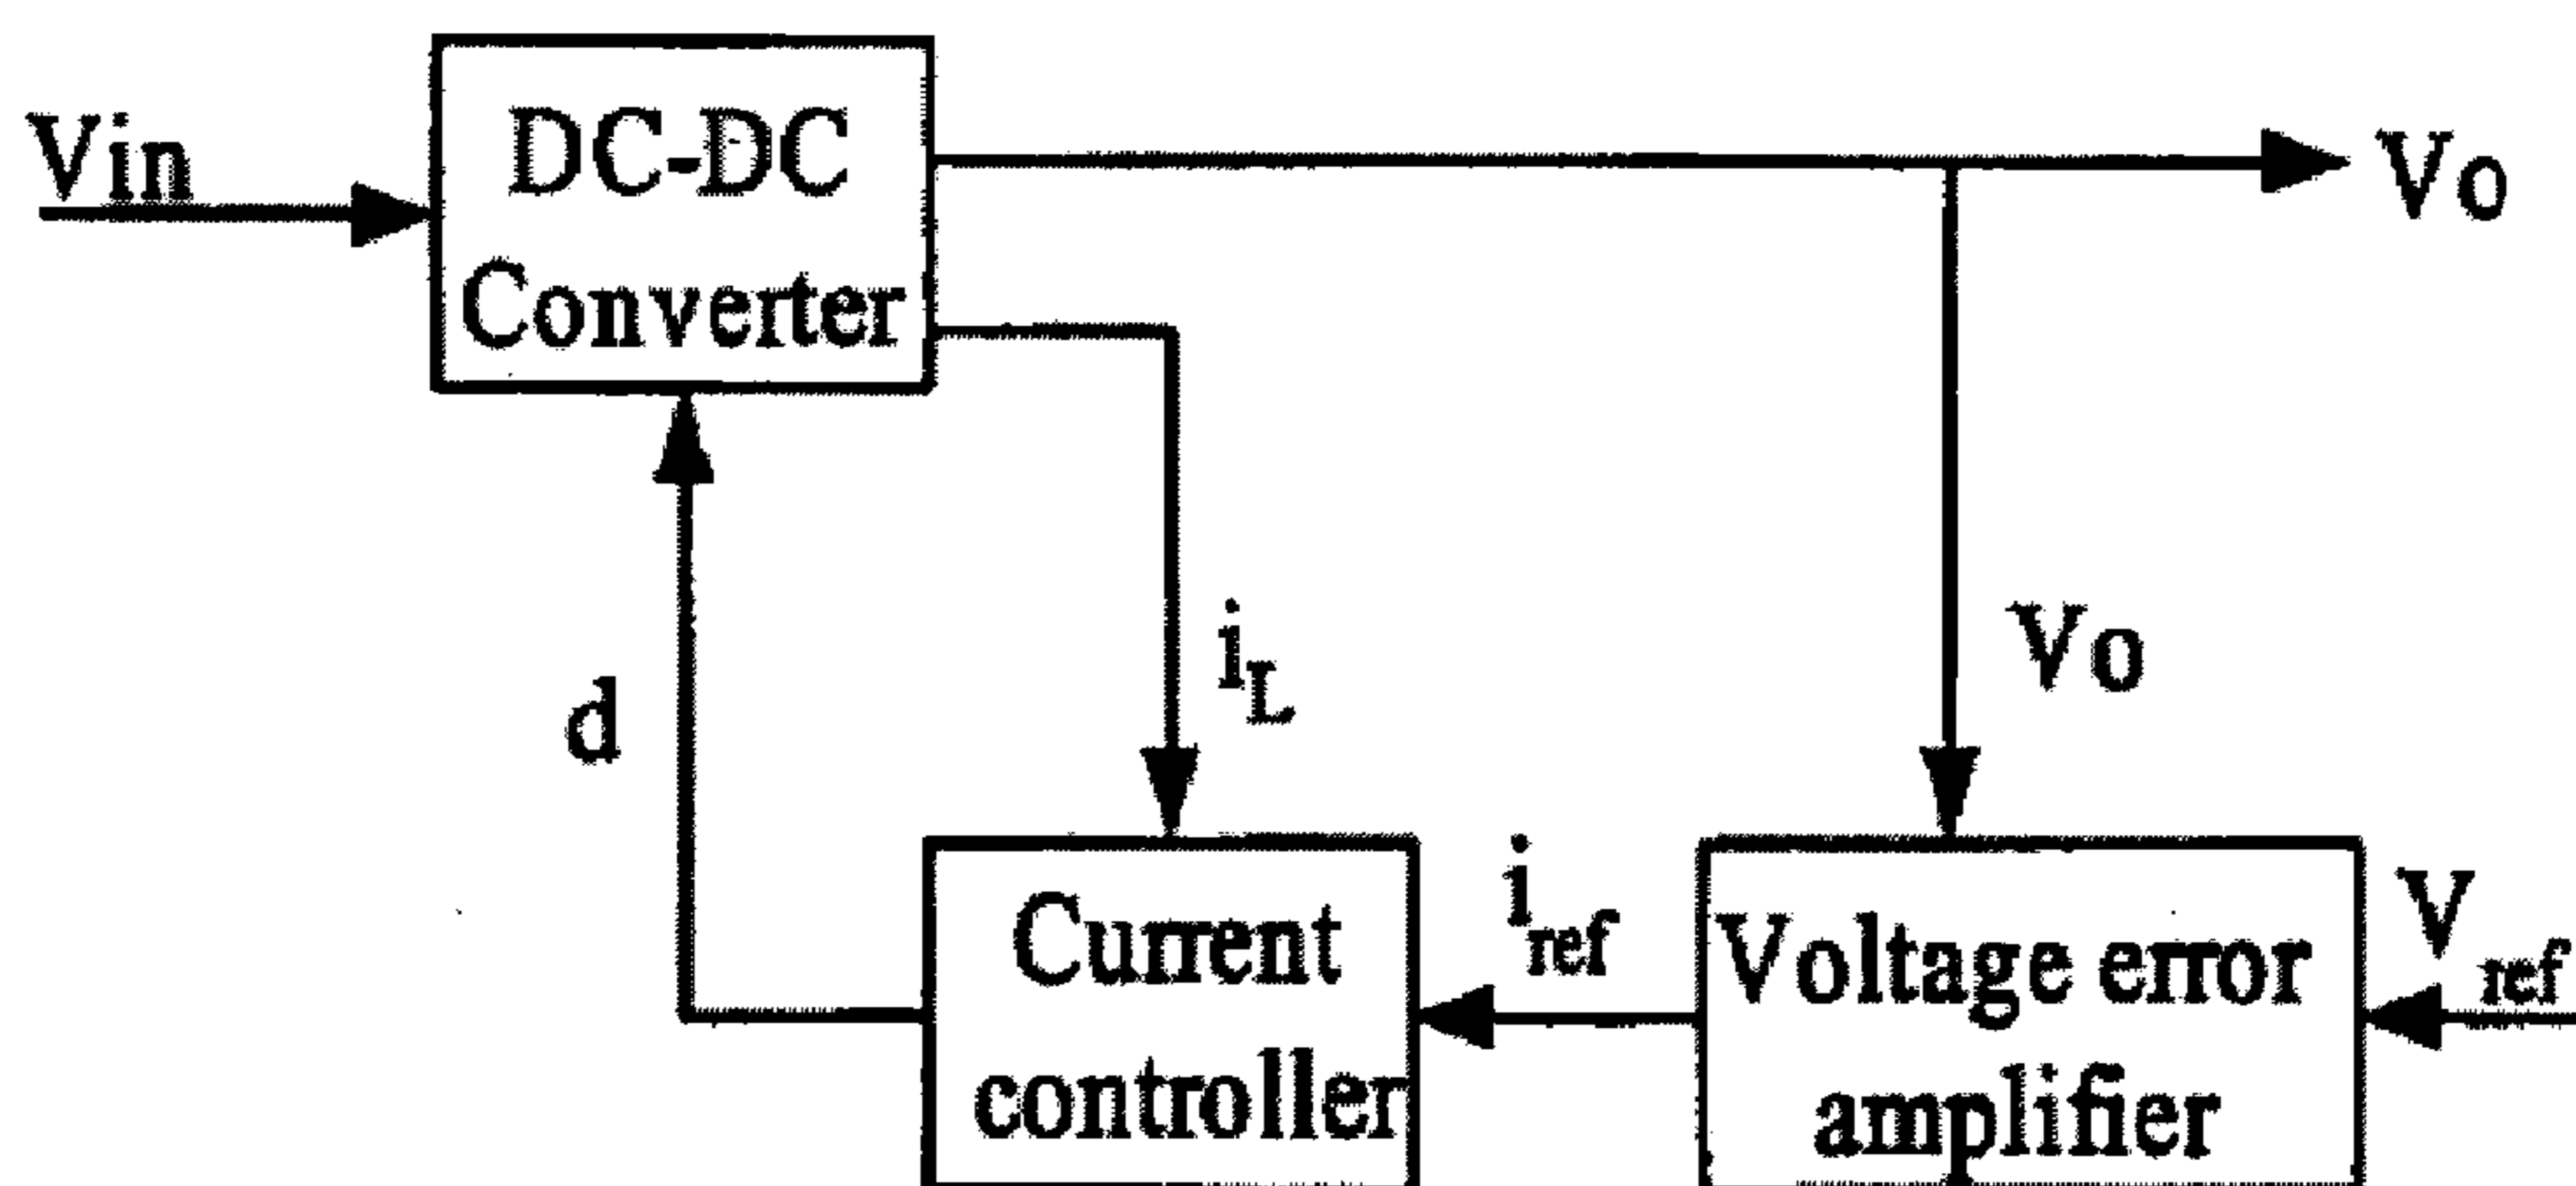 Vin
DC-DC
Converter
Vo
d
iL
Vo
Current
controller
iref
Voltage error
amplifier
Vref